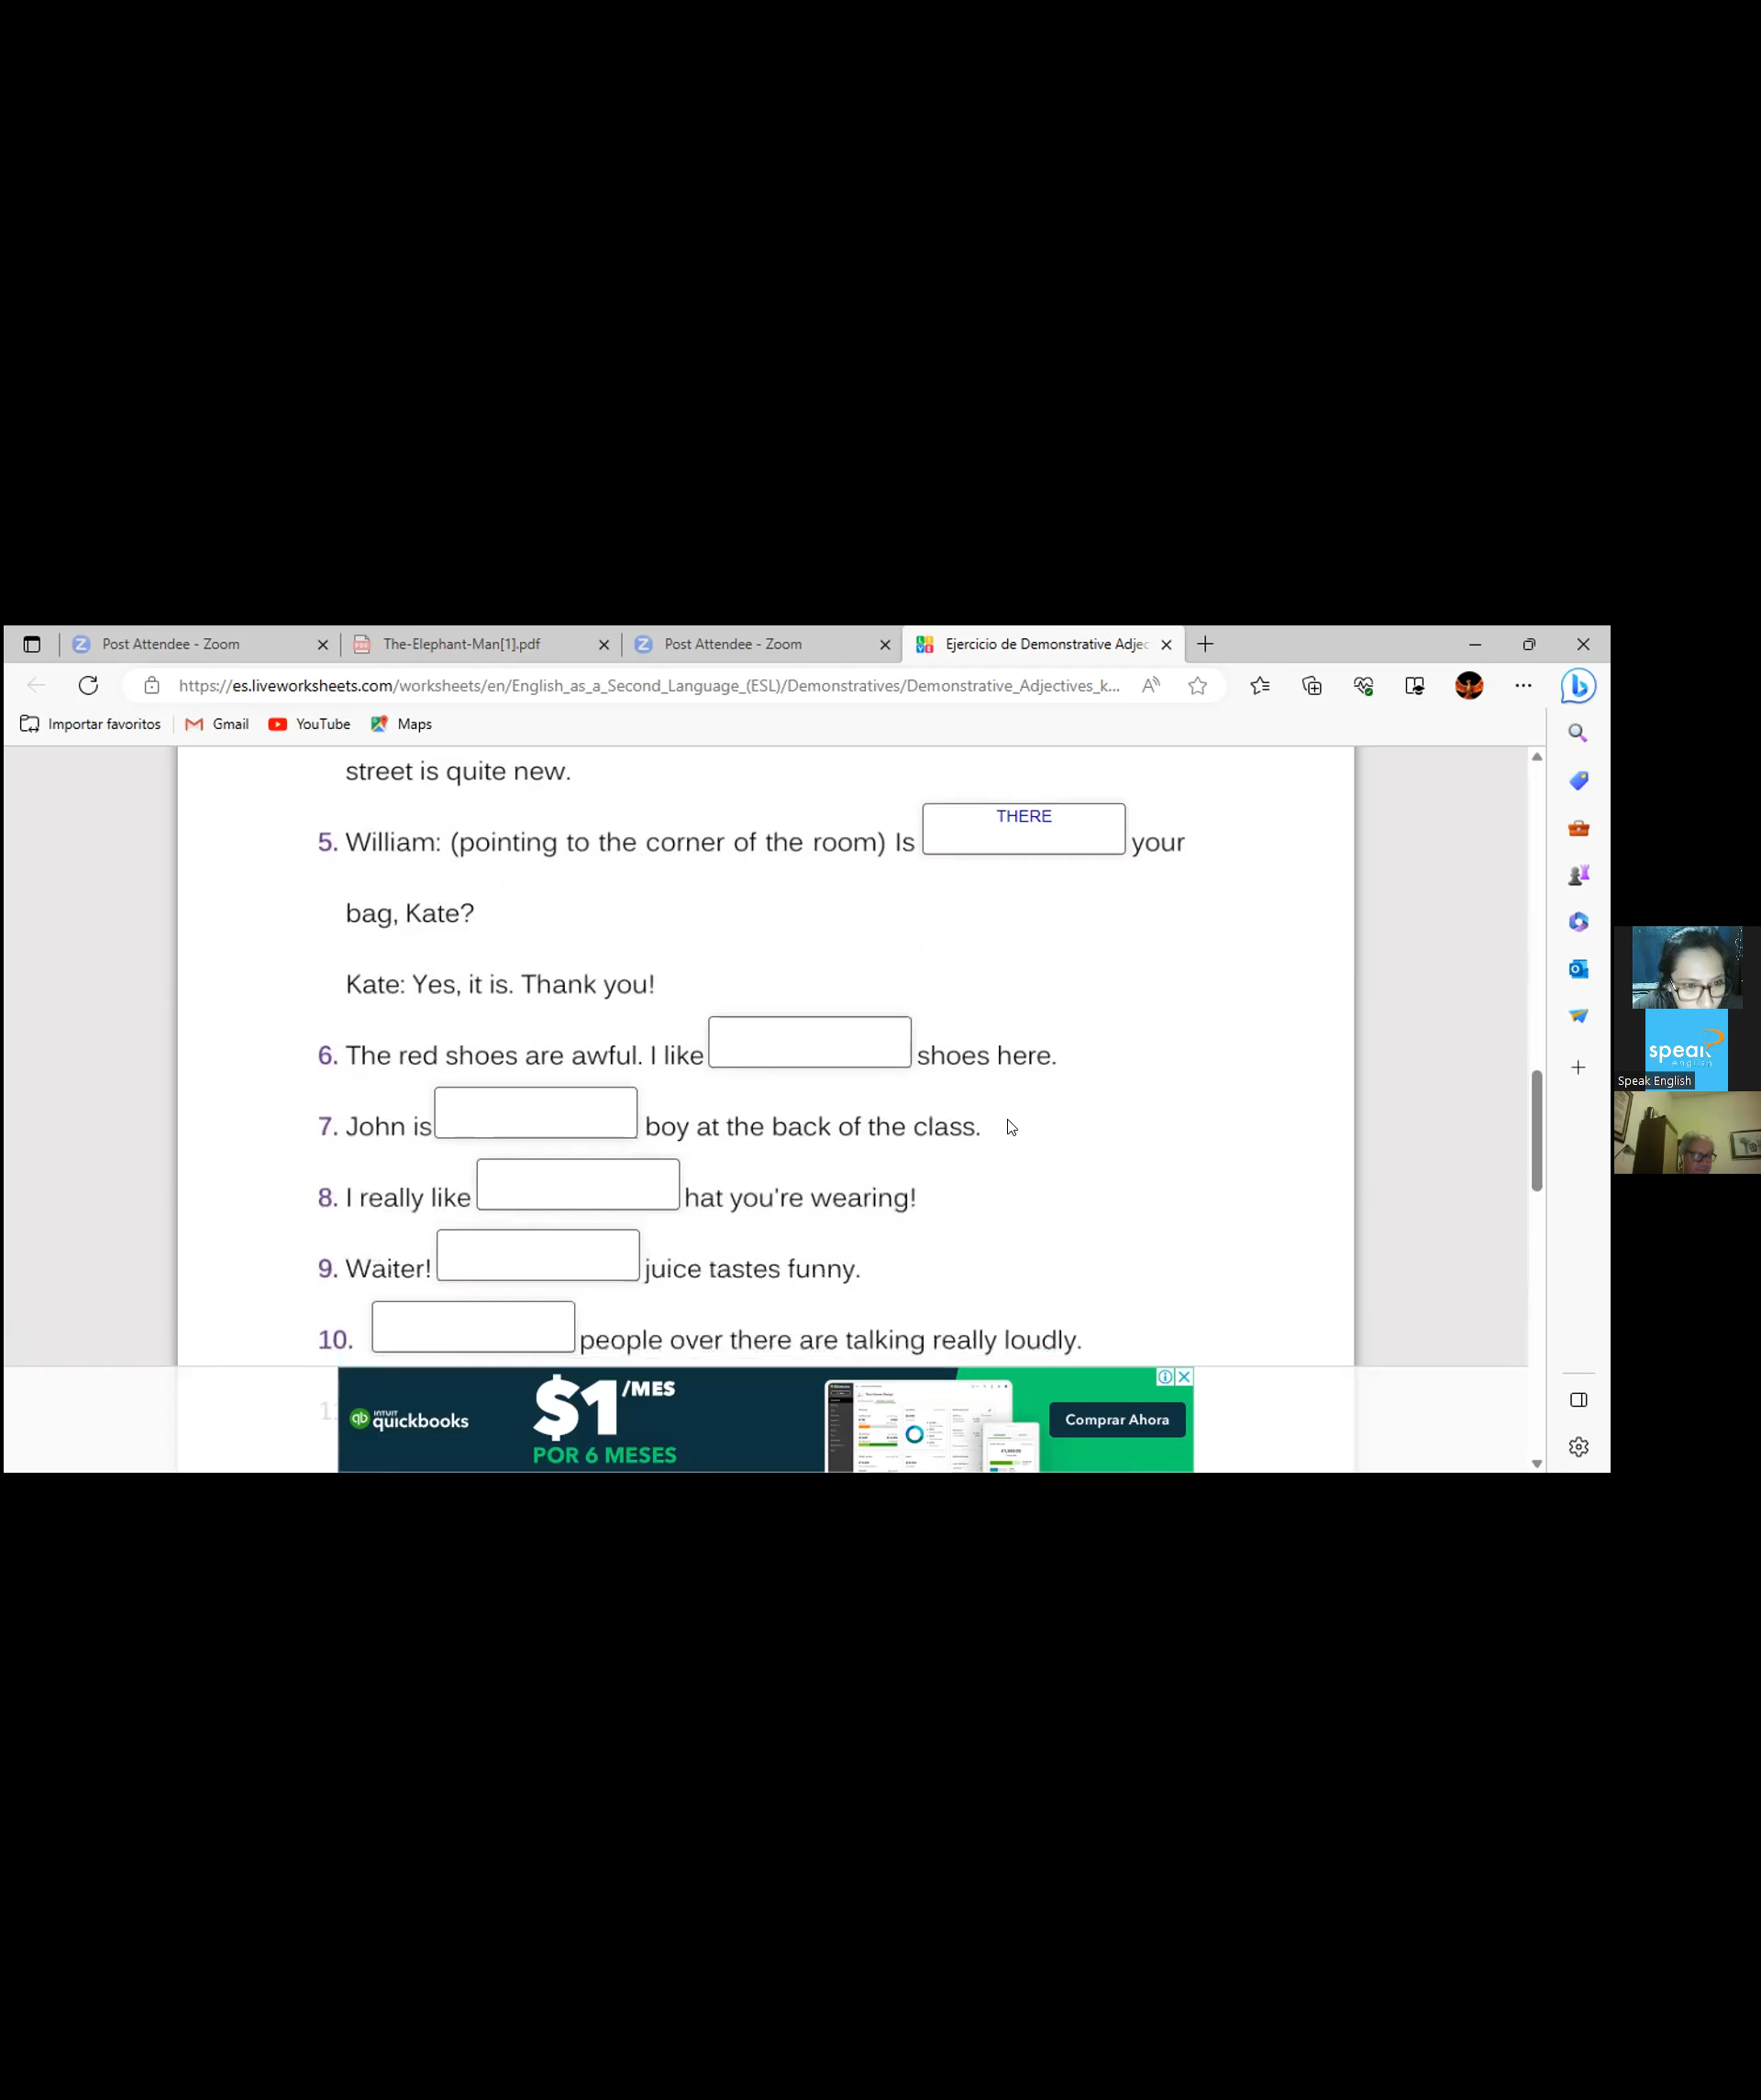 Post Attendee - Zoom
The-Elephant-Man[1].pdf
Post Attendee - Zoom
Ejercicio de Demonstrative Adjec
https://es.liveworksheets.com/worksheets/en/English_as_a_Second_Language_(ESL)/Demonstratives/Demonstrative_Adjectives_k...
Importar favoritos
Gmail
YouTube
Maps
street is quite new.
5. William: (pointing to the corner of the room) Is THERE your
bag, Kate?
Kate: Yes, it is. Thank you!
6. The red shoes are awful. I like shoes here.
7. John is boy at the back of the class.
8. I really like hat you're wearing!
9. Waiter! juice tastes funny.
10. people over there are talking really loudly.
INTUIT
quickbooks
$1/MES
POR 6 MESES
Comprar Ahora
speak
English
Speak English